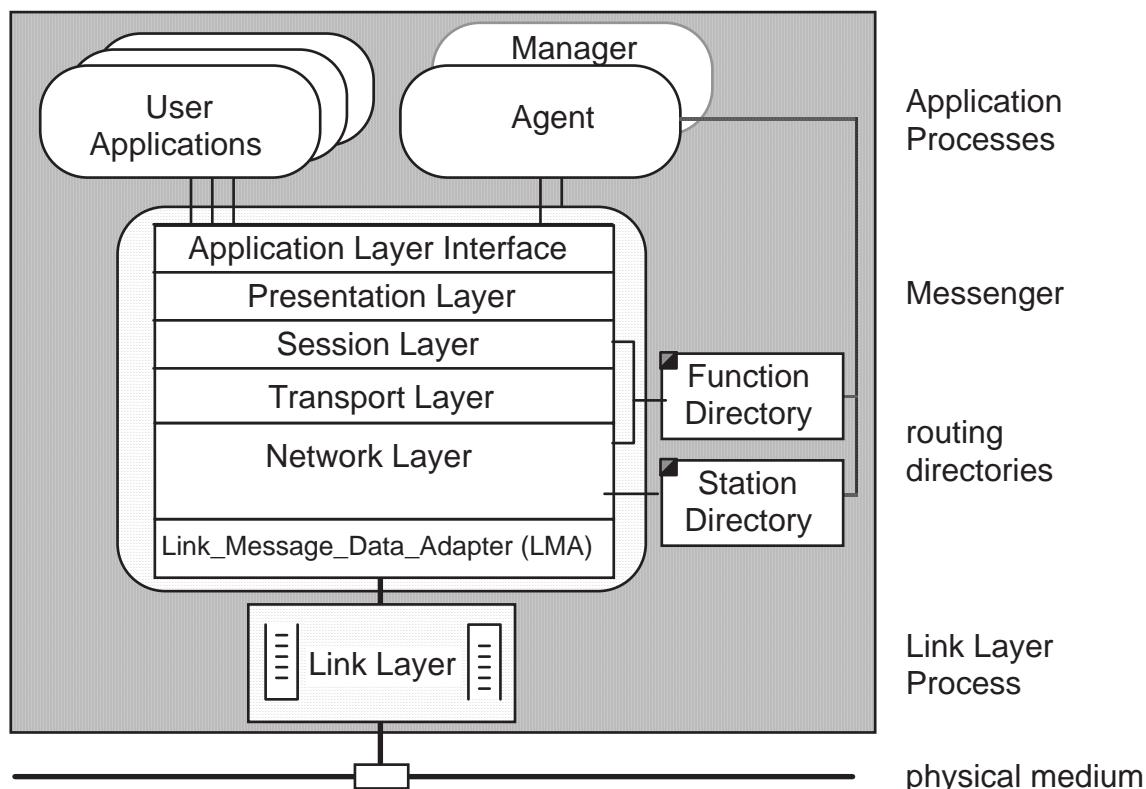 Manager
User
Applications
Agent
Application
Processes
Application Layer Interface
Presentation Layer
Messenger
Session Layer
Transport Layer
Function
Directory
Network Layer
routing
directories
Station
Directory
Link_Message_Data_Adapter (LMA)
Link Layer
Link Layer
Process
physical medium